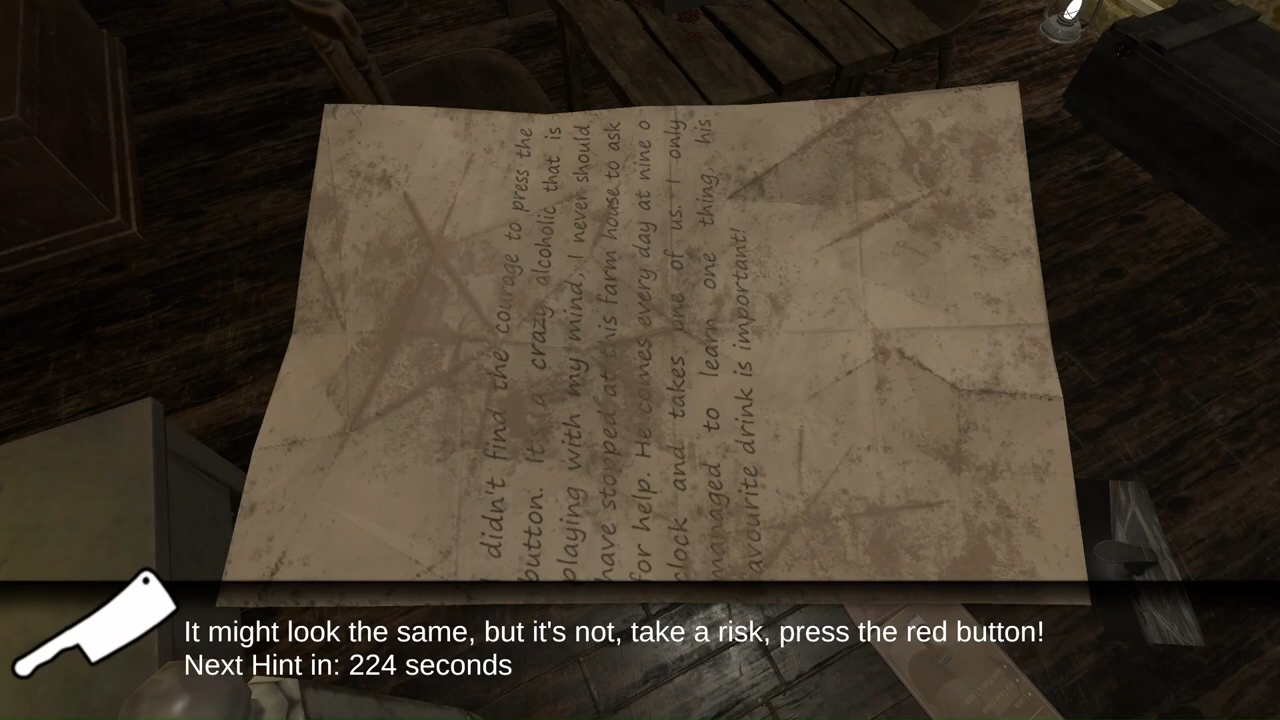 I didn't find the courage to press the
button. It is a crazy alcoholic that is
playing with my mind, I never should
have stopped at this farm house to ask
for help. He comes every day at nine o
clock and takes one of us. I only
managed to learn one thing, his
favourite drink is important!
It might look the same, but it's not, take a risk, press the red button!
Next Hint in: 224 seconds